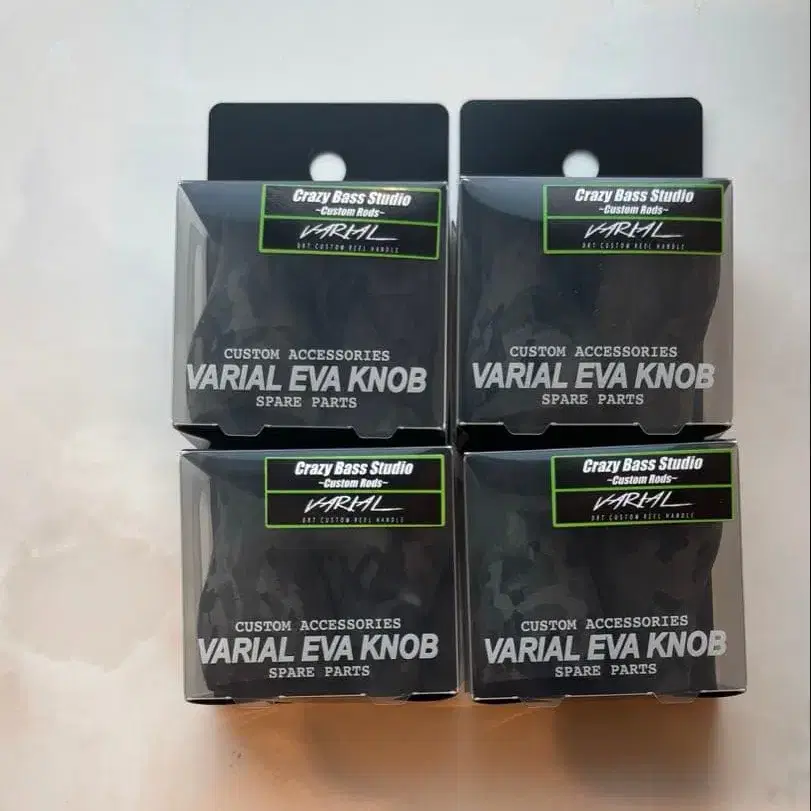 Crazy Bass Studio
~Custom Rods~
VARIAL
DRT CUSTOM REEL HANDLE
CUSTOM ACCESSORIES
VARIAL EVA KNOB
SPARE PARTS
Crazy Bass Studio
~Custom Rods~
VARIAL
DRT CUSTOM REEL HANDLE
CUSTOM ACCESSORIES
VARIAL EVA KNOB
SPARE PARTS
Crazy Bass Studio
~Custom Rods~
VARIAL
DRT CUSTOM REEL HANDLE
CUSTOM ACCESSORIES
VARIAL EVA KNOB
SPARE PARTS
Crazy Bass Studio
~Custom Rods~
VARIAL
DRT CUSTOM REEL HANDLE
CUSTOM ACCESSORIES
VARIAL EVA KNOB
SPARE PARTS